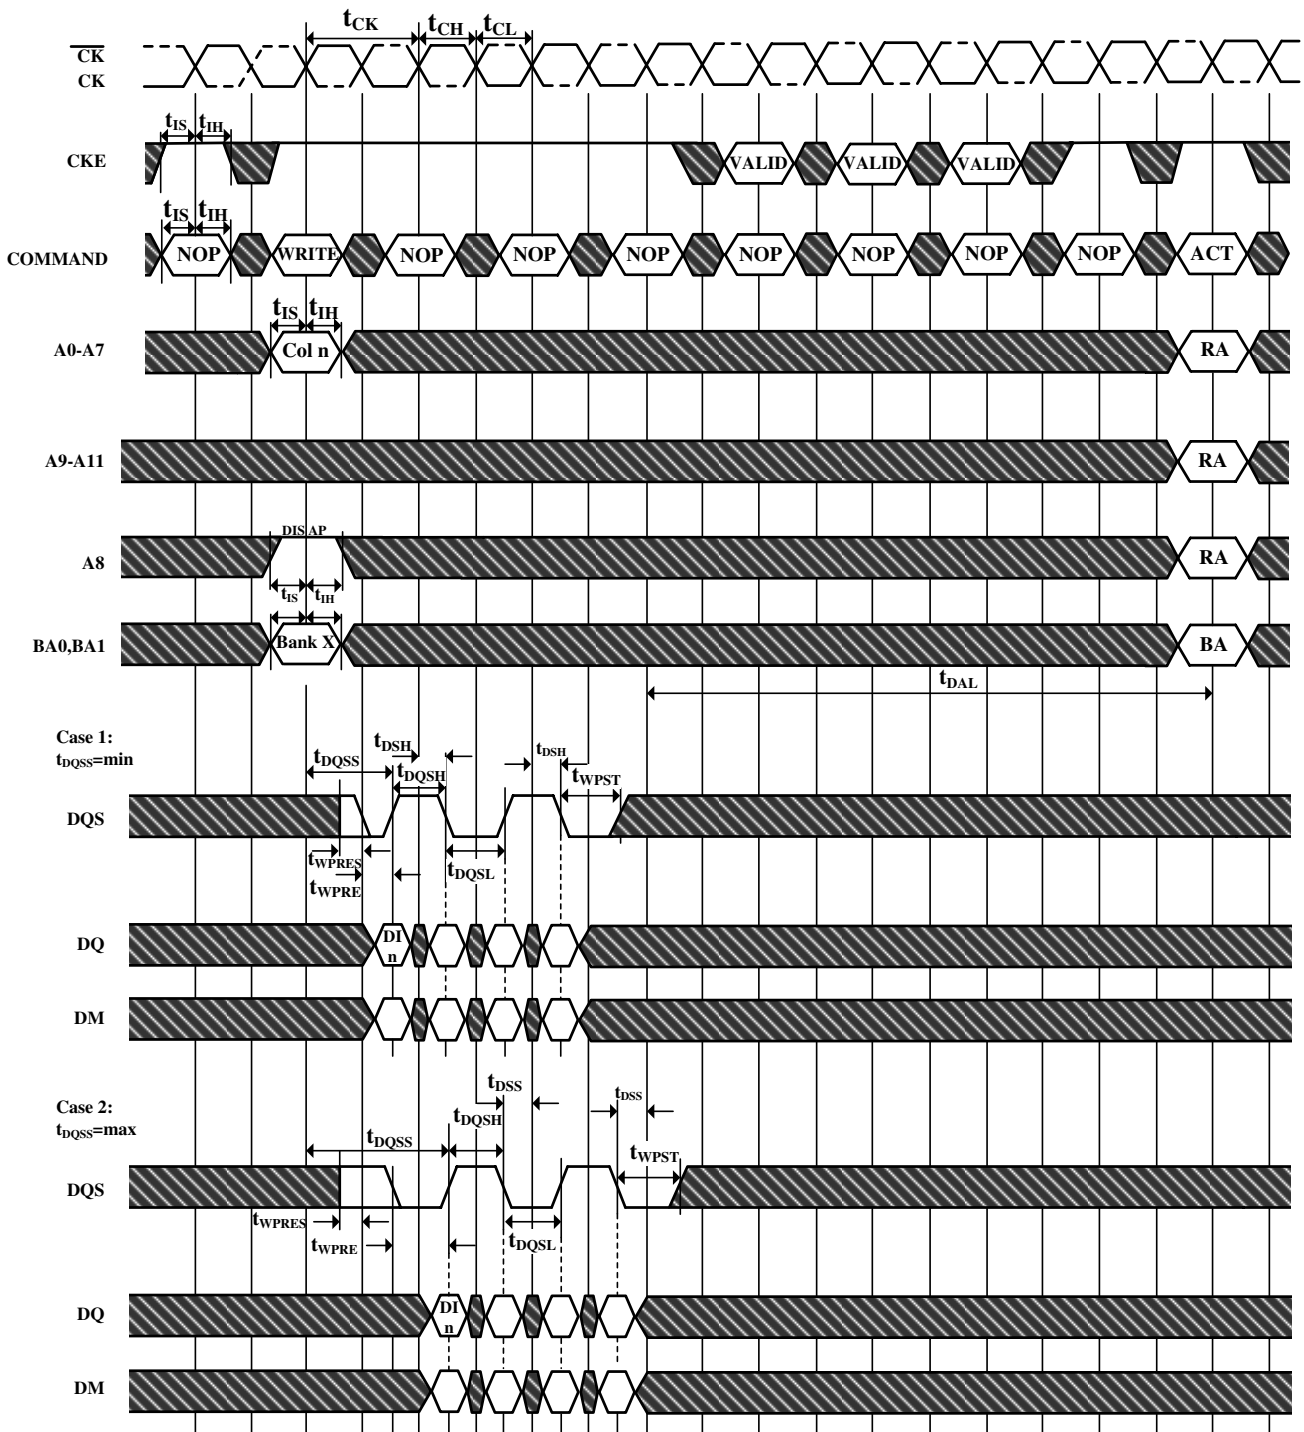 tCK tCH tCL
CK
CK
tIS tIH
CKE VALID VALID VALID
tIS tIH
COMMAND NOP WRITE NOP NOP NOP NOP NOP NOP NOP ACT
tIS tIH
A0-A7 Col n RA
A9-A11 RA
DIS AP
A8 RA
tIS tIH
BA0,BA1 Bank X BA
tDAL
Case 1:
tDQSS=min
tDQSS tDSH tDQSH tDSH tWPST
DQS
tWPRES
tWPRE
tDQSL
DQ DI n
DM
Case 2:
tDQSS=max
tDQSS tDQSH tDSS tDSS tWPST
DQS
tWPRES
tWPRE
tDQSL
DQ DI n
DM